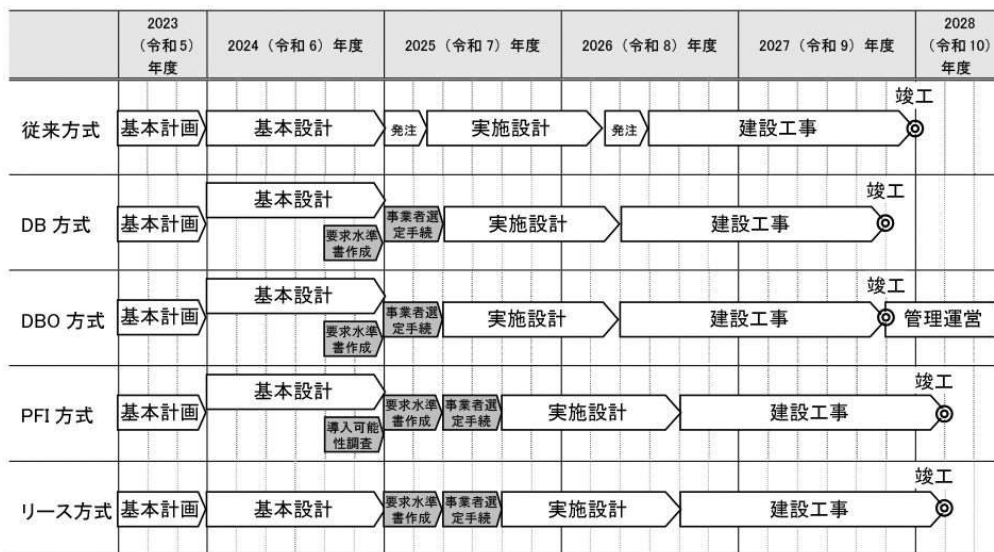 2023
（令和5）
年度
2024（令和6）年度
2025（令和7）年度
2026（令和8）年度
2027（令和9）年度
2028
（令和10）
年度
従来方式
基本計画
基本設計
発注
実施設計
発注
建設工事
竣工
DB 方式
基本計画
基本設計
要求水準
書作成
事業者選
定手続
実施設計
建設工事
竣工
DBO 方式
基本計画
基本設計
要求水準
書作成
事業者選
定手続
実施設計
建設工事
竣工
管理運営
PFI 方式
基本計画
基本設計
導入可能
性調査
要求水準
書作成
事業者選
定手続
実施設計
建設工事
竣工
リース方式
基本計画
基本設計
要求水準
書作成
事業者選
定手続
実施設計
建設工事
竣工